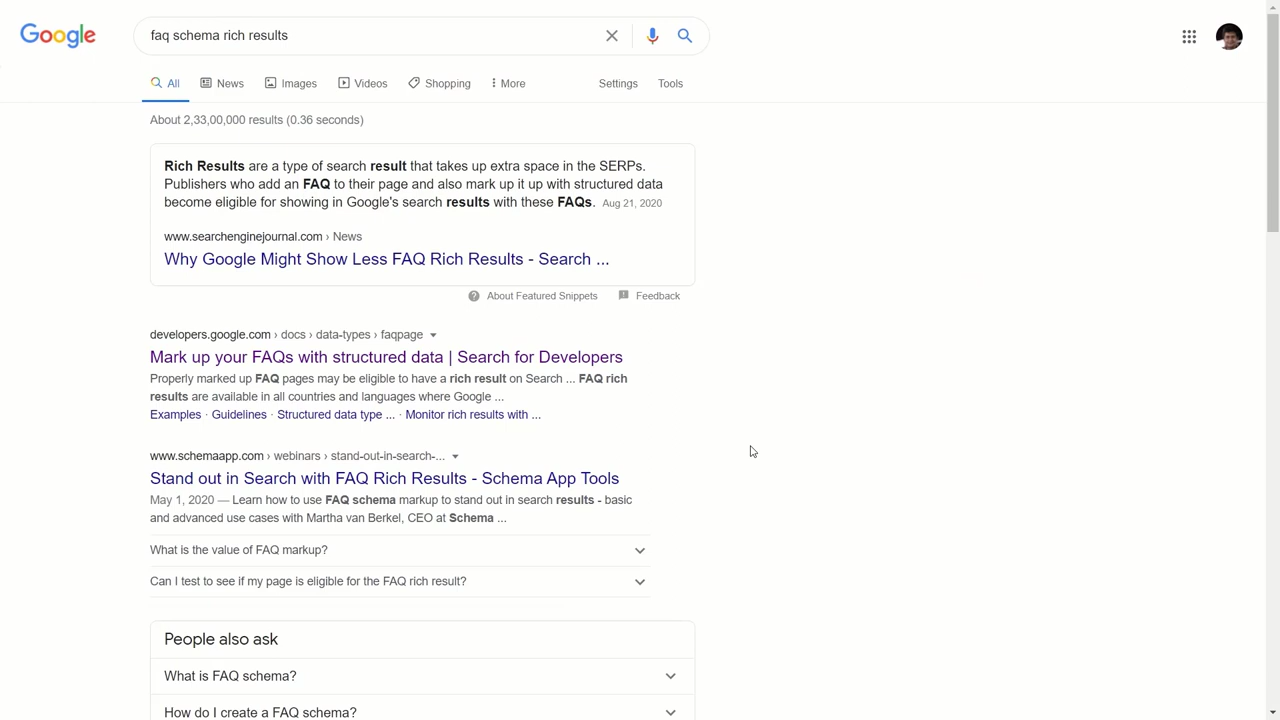 Google
faq schema rich results
All News Images Videos Shopping More Settings Tools
About 2,33,00,000 results (0.36 seconds)
Rich Results are a type of search result that takes up extra space in the SERPs.
Publishers who add an FAQ to their page and also mark up it up with structured data
become eligible for showing in Google's search results with these FAQs. Aug 21, 2020
www.searchenginejournal.com › News
Why Google Might Show Less FAQ Rich Results - Search ...
About Featured Snippets Feedback
developers.google.com › docs › data-types › faqpage
Mark up your FAQs with structured data | Search for Developers
Properly marked up FAQ pages may be eligible to have a rich result on Search ... FAQ rich
results are available in all countries and languages where Google ...
Examples · Guidelines · Structured data type ... · Monitor rich results with ...
www.schemaapp.com › webinars › stand-out-in-search-...
Stand out in Search with FAQ Rich Results - Schema App Tools
May 1, 2020 — Learn how to use FAQ schema markup to stand out in search results - basic
and advanced use cases with Martha van Berkel, CEO at Schema ...
What is the value of FAQ markup?
Can I test to see if my page is eligible for the FAQ rich result?
People also ask
What is FAQ schema?
How do I create a FAQ schema?